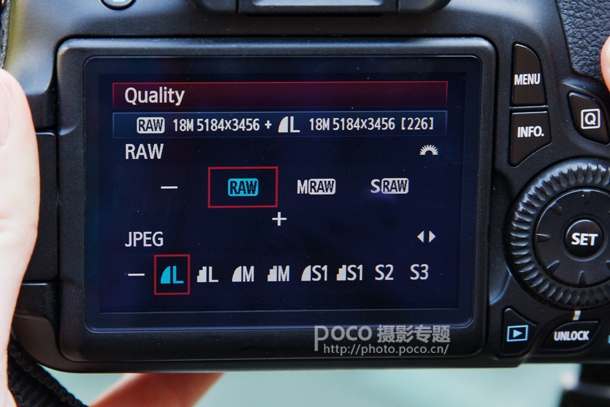 Quality
RAW 18M 5184X3456 + L 18M 5184X3456 [226]
RAW
— RAW MRAW SRAW
+
JPEG
— L L M M S1 S1 S2 S3
MENU
INFO.
Q
SET
UNLOCK
poco 摄影专题
http://photo.poco.cn/